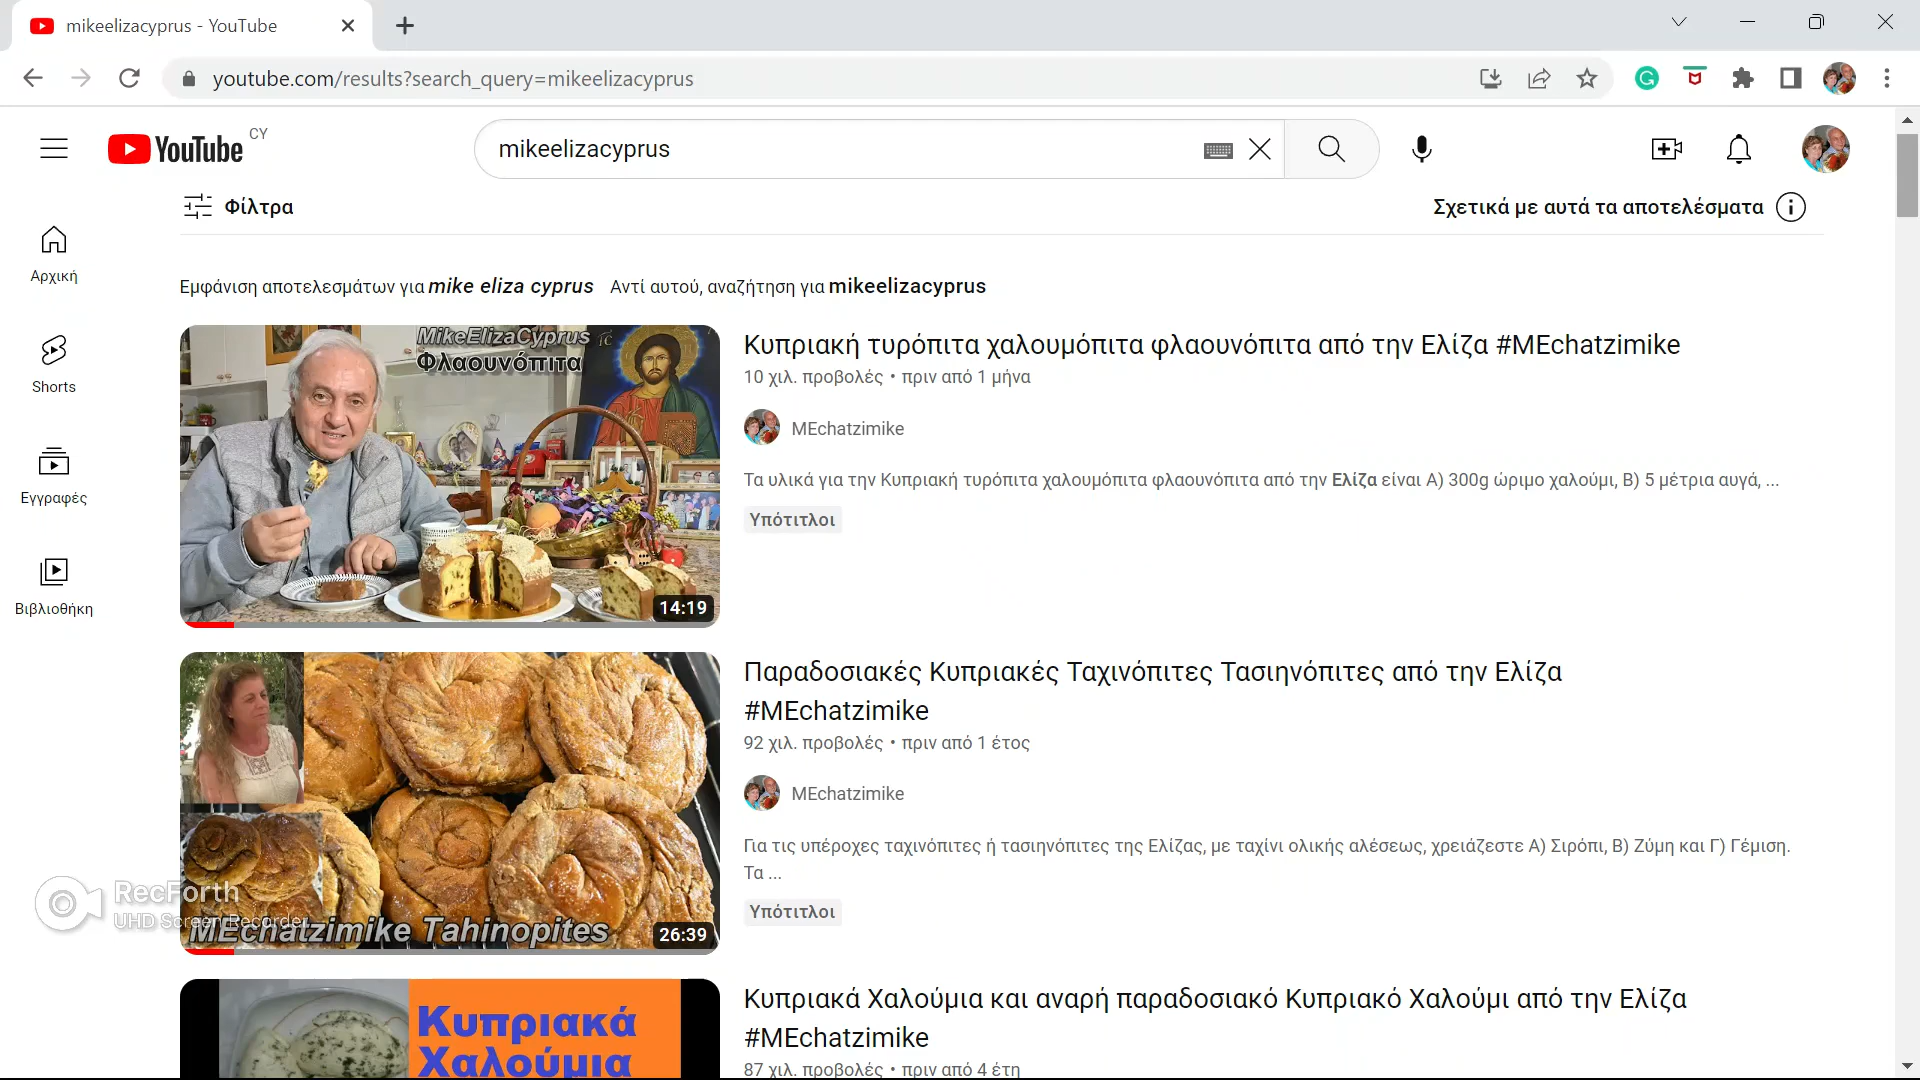 mikeelizacyprus - YouTube
youtube.com/results?search_query=mikeelizacyprus
YouTube CY
mikeelizacyprus
Φίλτρα
Σχετικά με αυτά τα αποτελέσματα
Αρχική
Shorts
Εγγραφές
Βιβλιοθήκη
Εμφάνιση αποτελεσμάτων για mike eliza cyprus Αντί αυτού, αναζήτηση για mikeelizacyprus
MikeElizaCyprus
Φλαουνόπιτα
14:19
Κυπριακή τυρόπιτα χαλουμόπιτα φλαουνόπιτα από την Ελίζα #MEchatzimike
10 χιλ. προβολές • πριν από 1 μήνα
MEchatzimike
Τα υλικά για την Κυπριακή τυρόπιτα χαλουμόπιτα φλαουνόπιτα από την Ελίζα είναι Α) 300g ώριμο χαλούμι, Β) 5 μέτρια αυγά, ...
Υπότιτλοι
RecForth
UHD Screen Recorder
MEchatzimike Tahinopites
26:39
Παραδοσιακές Κυπριακές Ταχινόπιτες Τασιηνόπιτες από την Ελίζα
#MEchatzimike
92 χιλ. προβολές • πριν από 1 έτος
MEchatzimike
Για τις υπέροχες ταχινόπιτες ή τασιηνόπιτες της Ελίζας, με ταχίνι ολικής αλέσεως, χρειάζεστε Α) Σιρόπι, Β) Ζύμη και Γ) Γέμιση.
Τα ...
Υπότιτλοι
Κυπριακά
Χαλούμια
Κυπριακά Χαλούμια και αναρή παραδοσιακό Κυπριακό Χαλούμι από την Ελίζα
#MEchatzimike
87 χιλ. προβολές • πριν από 4 έτη